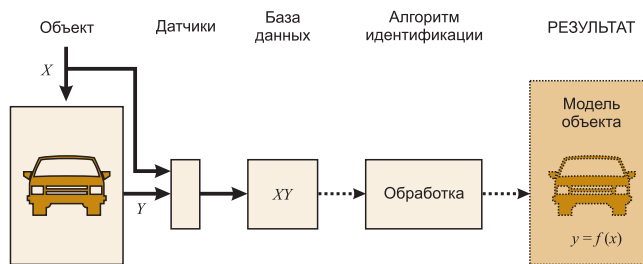 Объект
Датчики
База
данных
Алгоритм
идентификации
РЕЗУЛЬТАТ
X
Y
XY
Обработка
Модель
объекта
y = f (x)